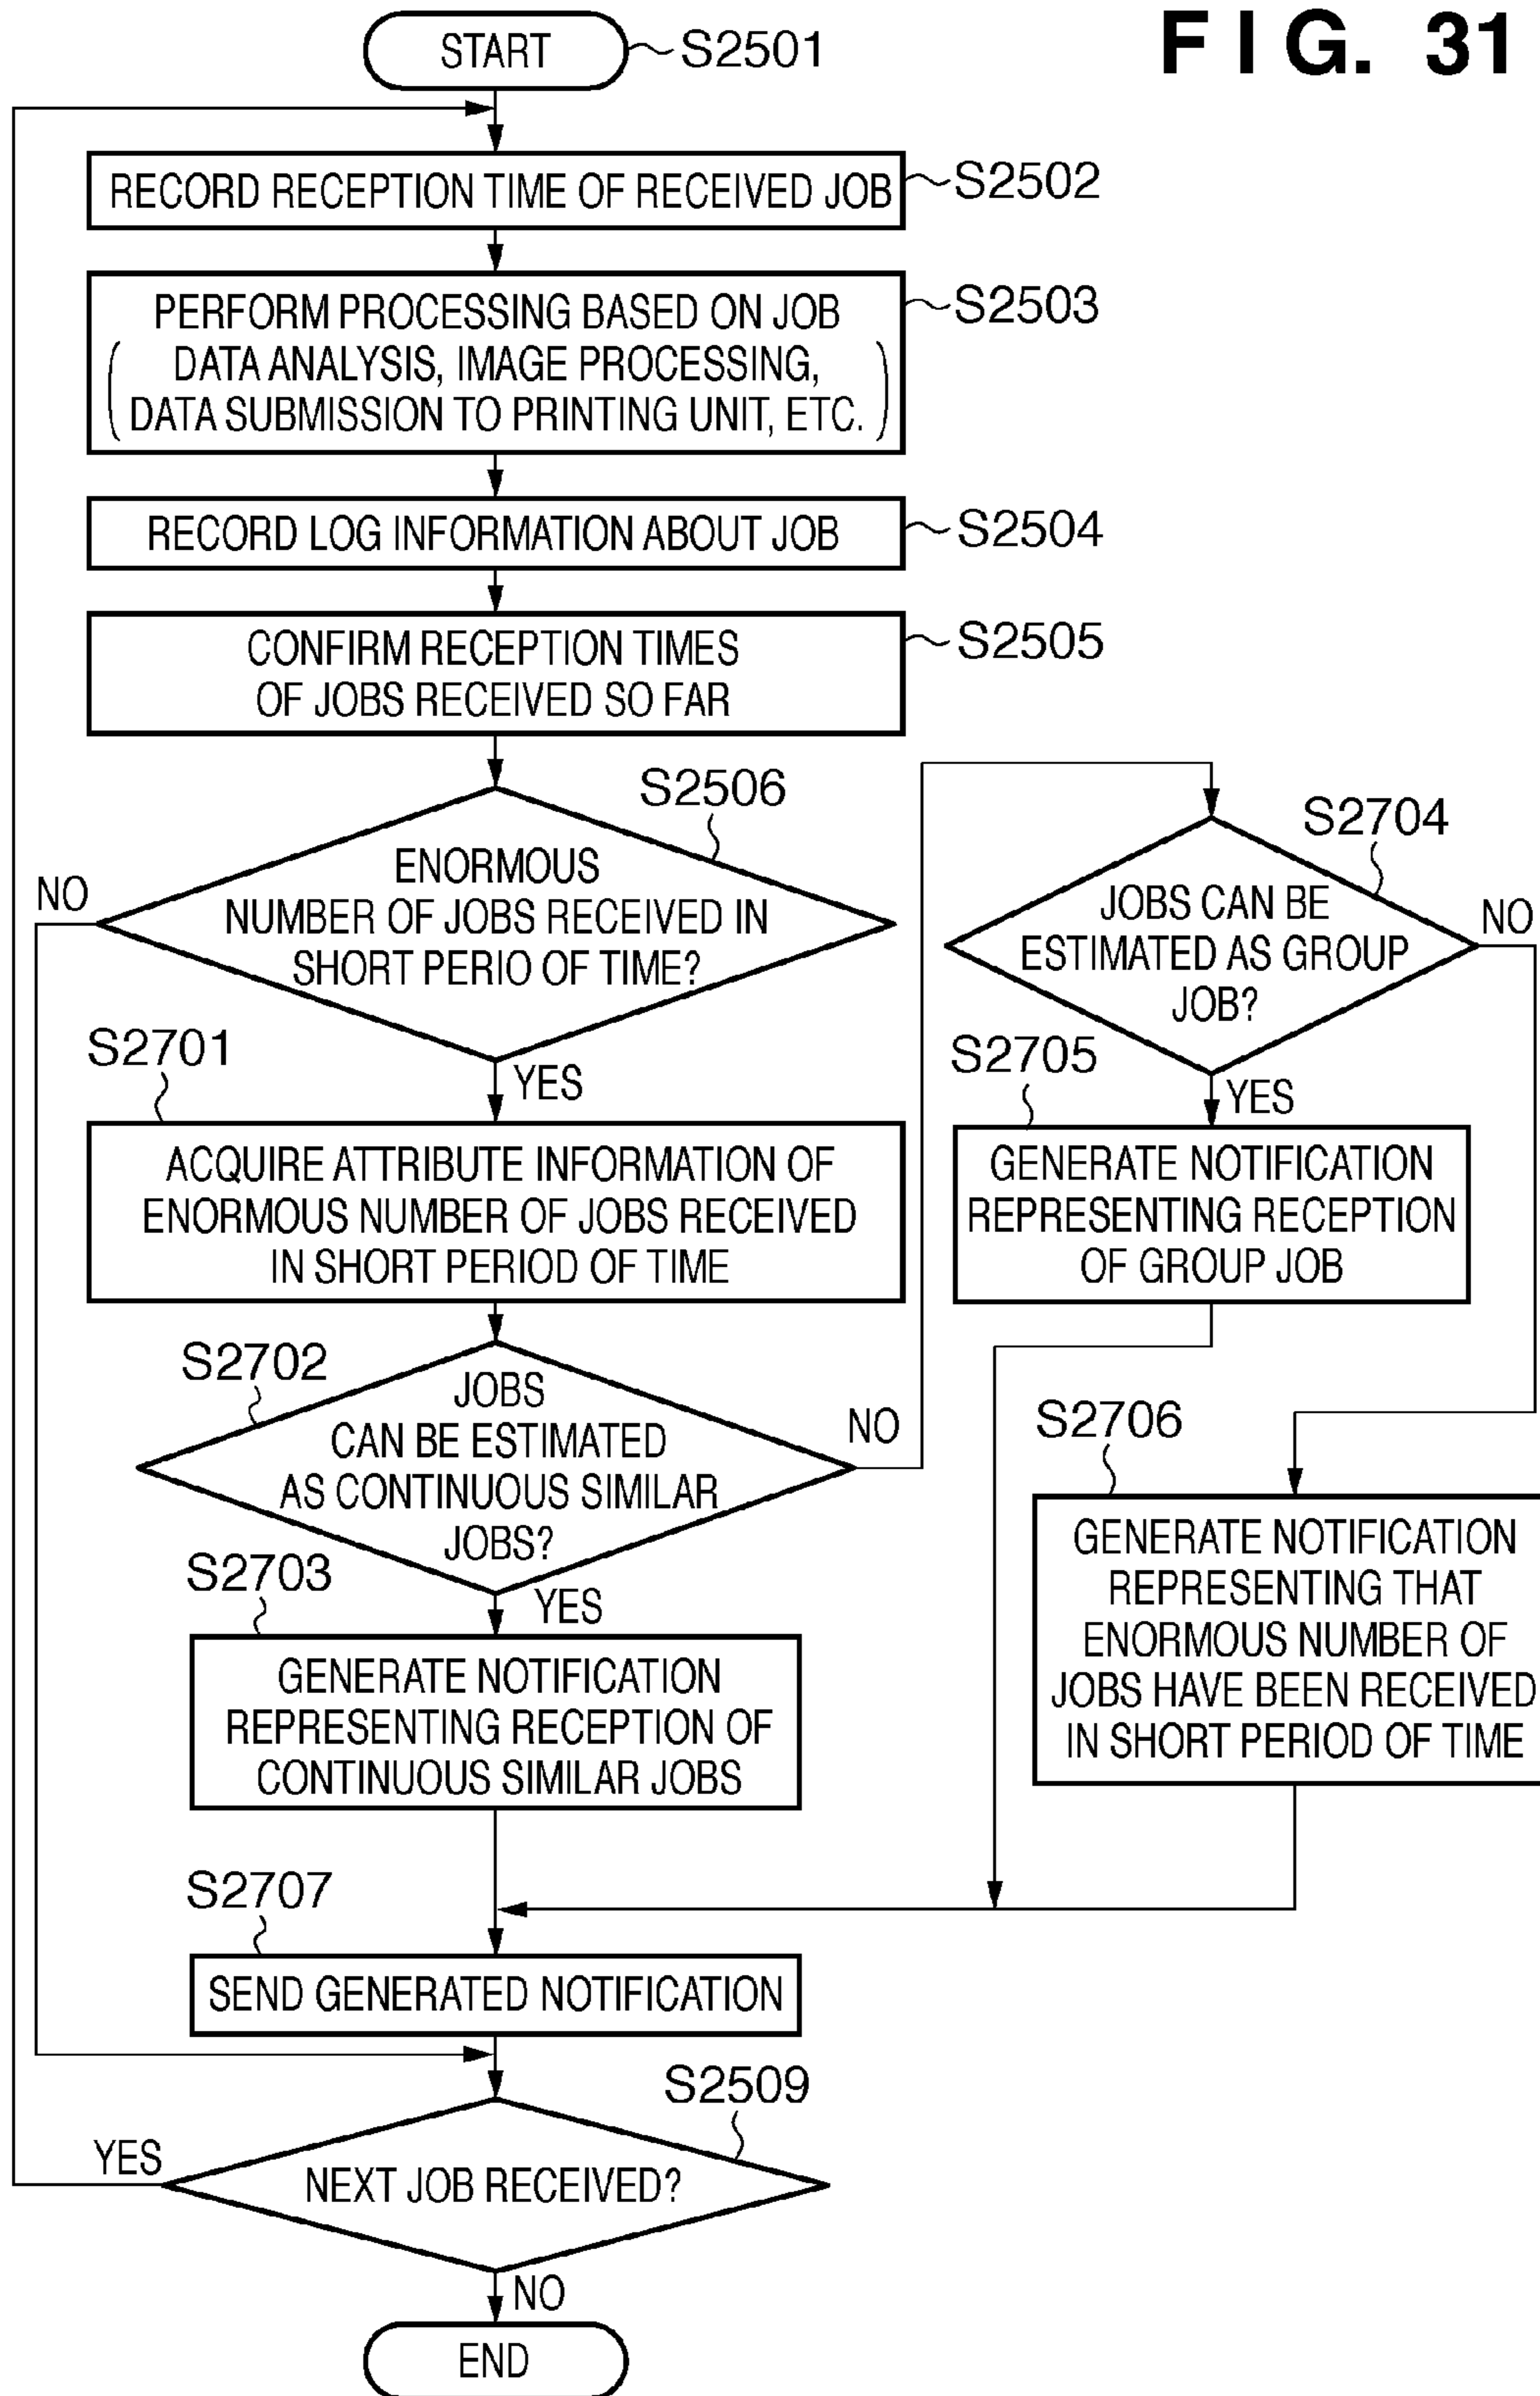 FIG. 31
START
S2501
RECORD RECEPTION TIME OF RECEIVED JOB
S2502
PERFORM PROCESSING BASED ON JOB
DATA ANALYSIS, IMAGE PROCESSING,
DATA SUBMISSION TO PRINTING UNIT, ETC.
S2503
RECORD LOG INFORMATION ABOUT JOB
S2504
CONFIRM RECEPTION TIMES
OF JOBS RECEIVED SO FAR
S2505
S2506
ENORMOUS
NUMBER OF JOBS RECEIVED IN
SHORT PERIO OF TIME?
NO
YES
S2701
ACQUIRE ATTRIBUTE INFORMATION OF
ENORMOUS NUMBER OF JOBS RECEIVED
IN SHORT PERIOD OF TIME
S2702
JOBS
CAN BE ESTIMATED
AS CONTINUOUS SIMILAR
JOBS?
NO
YES
S2703
GENERATE NOTIFICATION
REPRESENTING RECEPTION OF
CONTINUOUS SIMILAR JOBS
S2704
JOBS CAN BE
ESTIMATED AS GROUP
JOB?
NO
YES
S2705
GENERATE NOTIFICATION
REPRESENTING RECEPTION
OF GROUP JOB
S2706
GENERATE NOTIFICATION
REPRESENTING THAT
ENORMOUS NUMBER OF
JOBS HAVE BEEN RECEIVED
IN SHORT PERIOD OF TIME
S2707
SEND GENERATED NOTIFICATION
S2509
NEXT JOB RECEIVED?
YES
NO
END